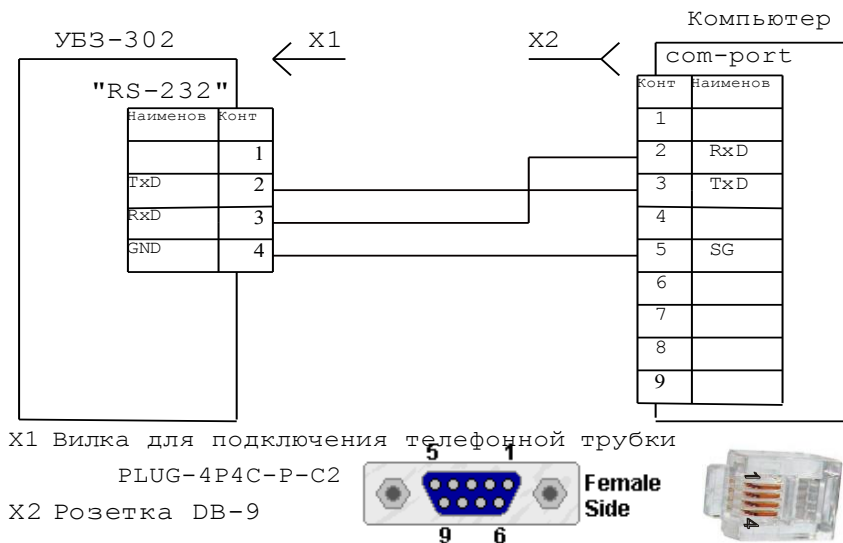 Компьютер
УБЗ-302
X1
X2
com-port
"RS-232"
Конт Наименов
Наименов Конт
1
1
2 RxD
TxD 2
3 TxD
RxD 3
4
GND 4
5 SG
6
7
8
9
X1 Вилка для подключения телефонной трубки
PLUG-4P4C-P-C2
X2 Розетка DB-9
5 1
Female
Side
9 6
1
4